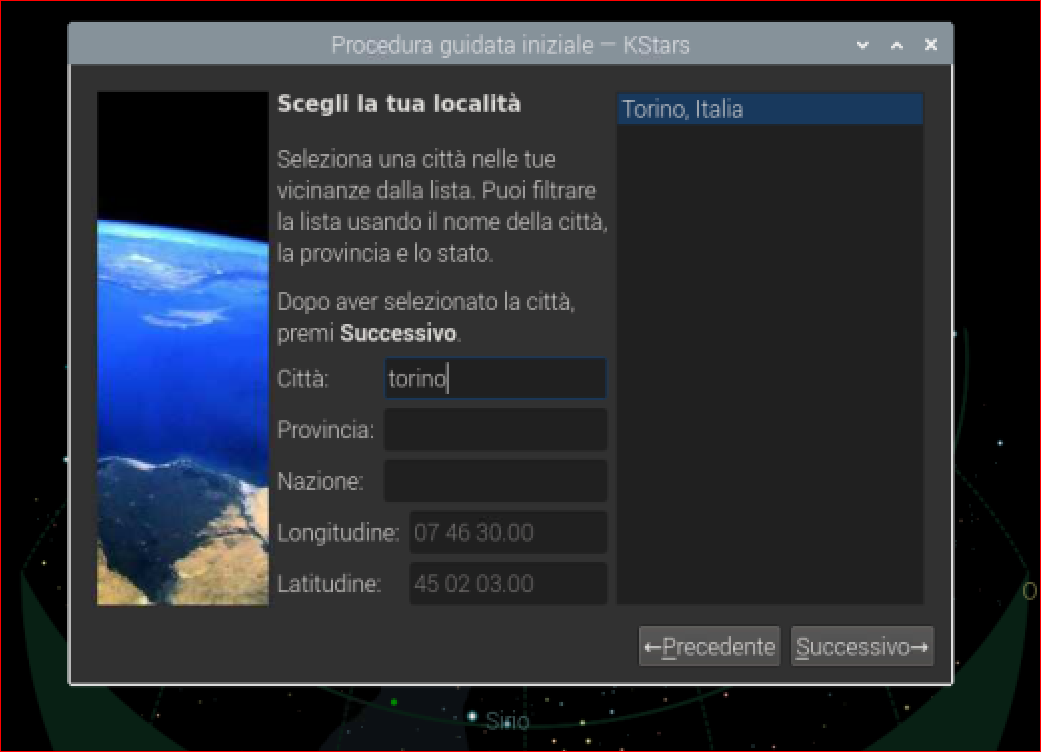 Procedura guidata iniziale — KStars
Scegli la tua località
Seleziona una città nelle tue
vicinanze dalla lista. Puoi filtrare
la lista usando il nome della città,
la provincia e lo stato.
Dopo aver selezionato la città,
premi Successivo.
Città: torino
Provincia:
Nazione:
Longitudine: 07 46 30.00
Latitudine: 45 02 03.00
Torino, Italia
←Precedente Successivo→
O
Sirio